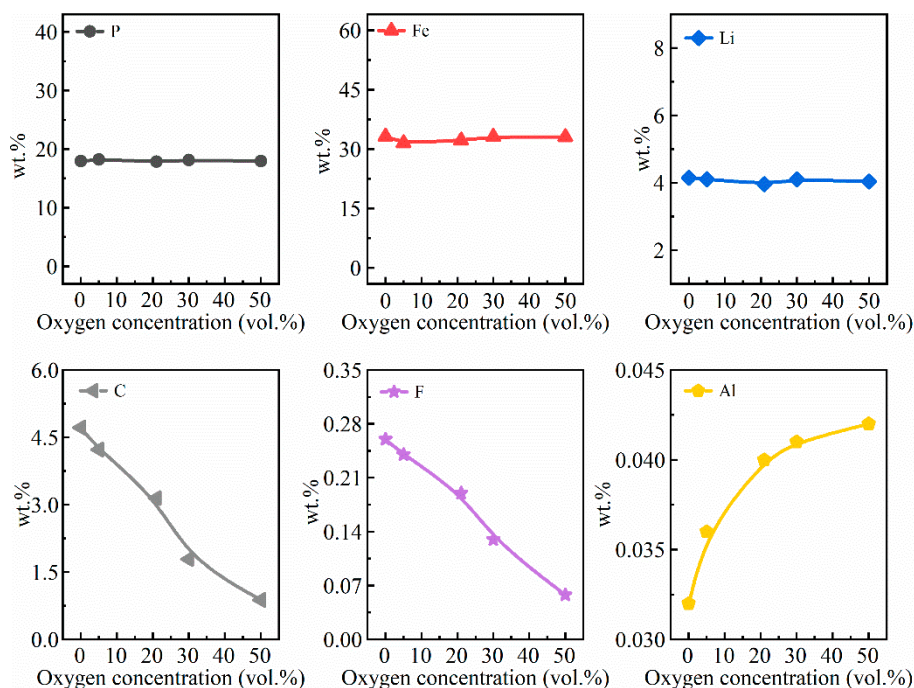 P
40
30
20
10
0
wt.%
0 10 20 30 40 50
Oxygen concentration (vol.%)
Fe
60
45
30
15
0
wt.%
0 10 20 30 40 50
Oxygen concentration (vol.%)
Li
8
6
4
2
wt.%
0 10 20 30 40 50
Oxygen concentration (vol.%)
C
6.0
4.5
3.0
1.5
0.0
wt.%
0 10 20 30 40 50
Oxygen concentration (vol.%)
F
0.35
0.28
0.21
0.14
0.07
0.00
wt.%
0 10 20 30 40 50
Oxygen concentration (vol.%)
Al
0.045
0.040
0.035
0.030
wt.%
0 10 20 30 40 50
Oxygen concentration (vol.%)